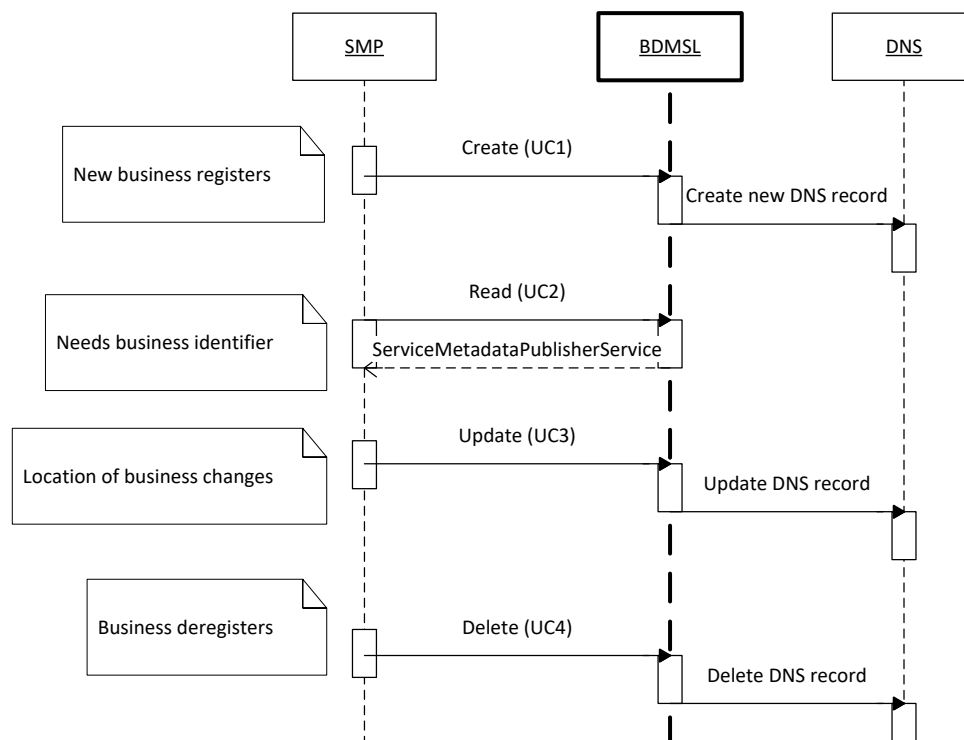 SMP
BDMSL
DNS
New business registers
Create (UC1)
Create new DNS record
Needs business identifier
Read (UC2)
ServiceMetadataPublisherService
Location of business changes
Update (UC3)
Update DNS record
Business deregisters
Delete (UC4)
Delete DNS record